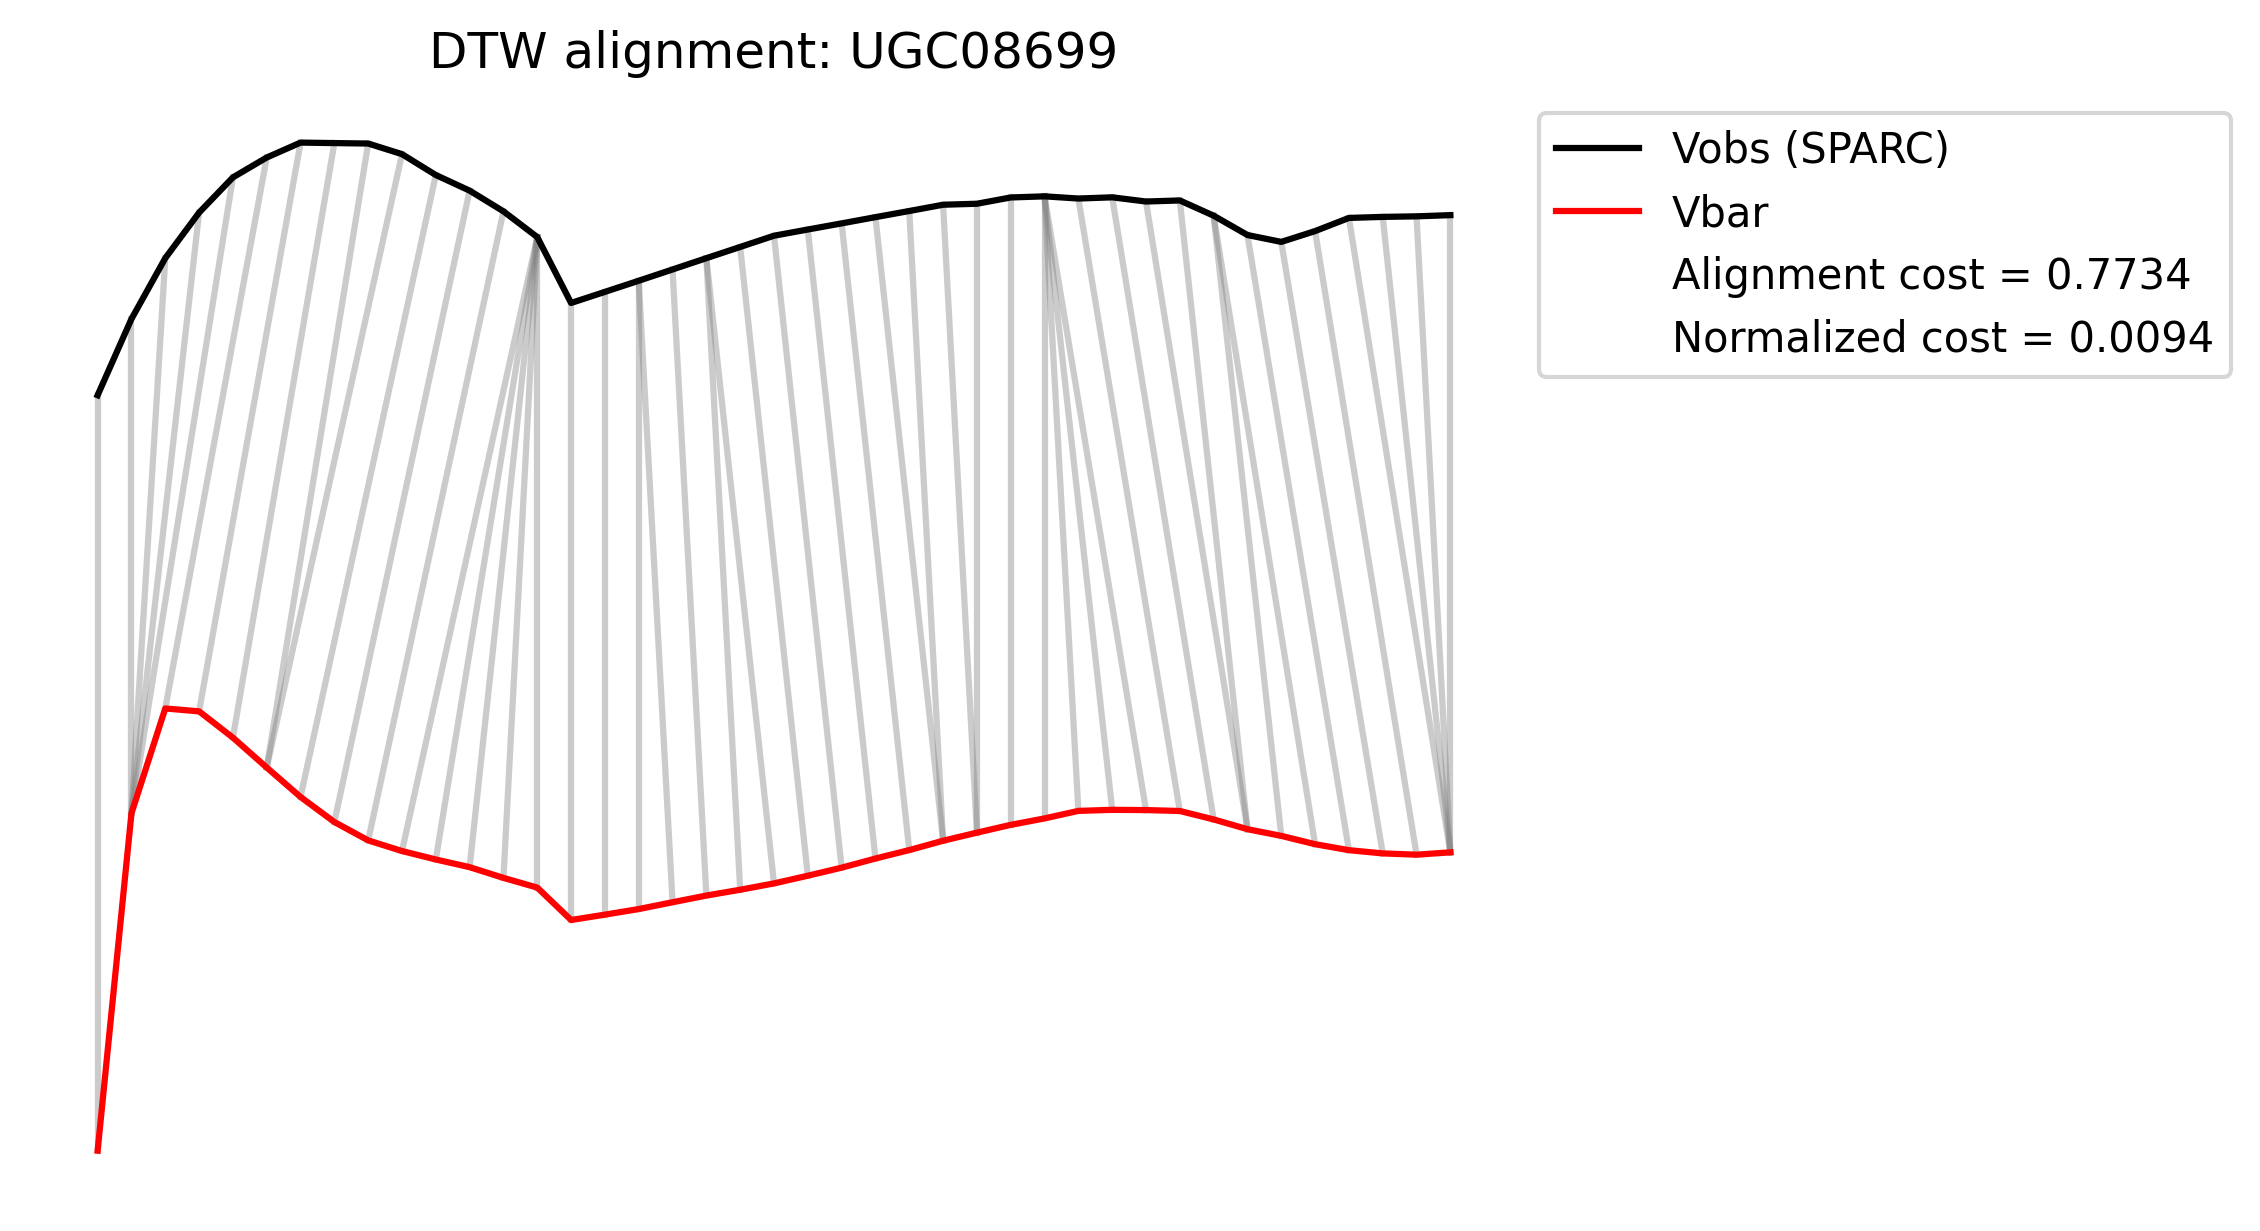 DTW alignment: UGC08699
Vobs (SPARC)
Vbar
Alignment cost = 0.7734
Normalized cost = 0.0094